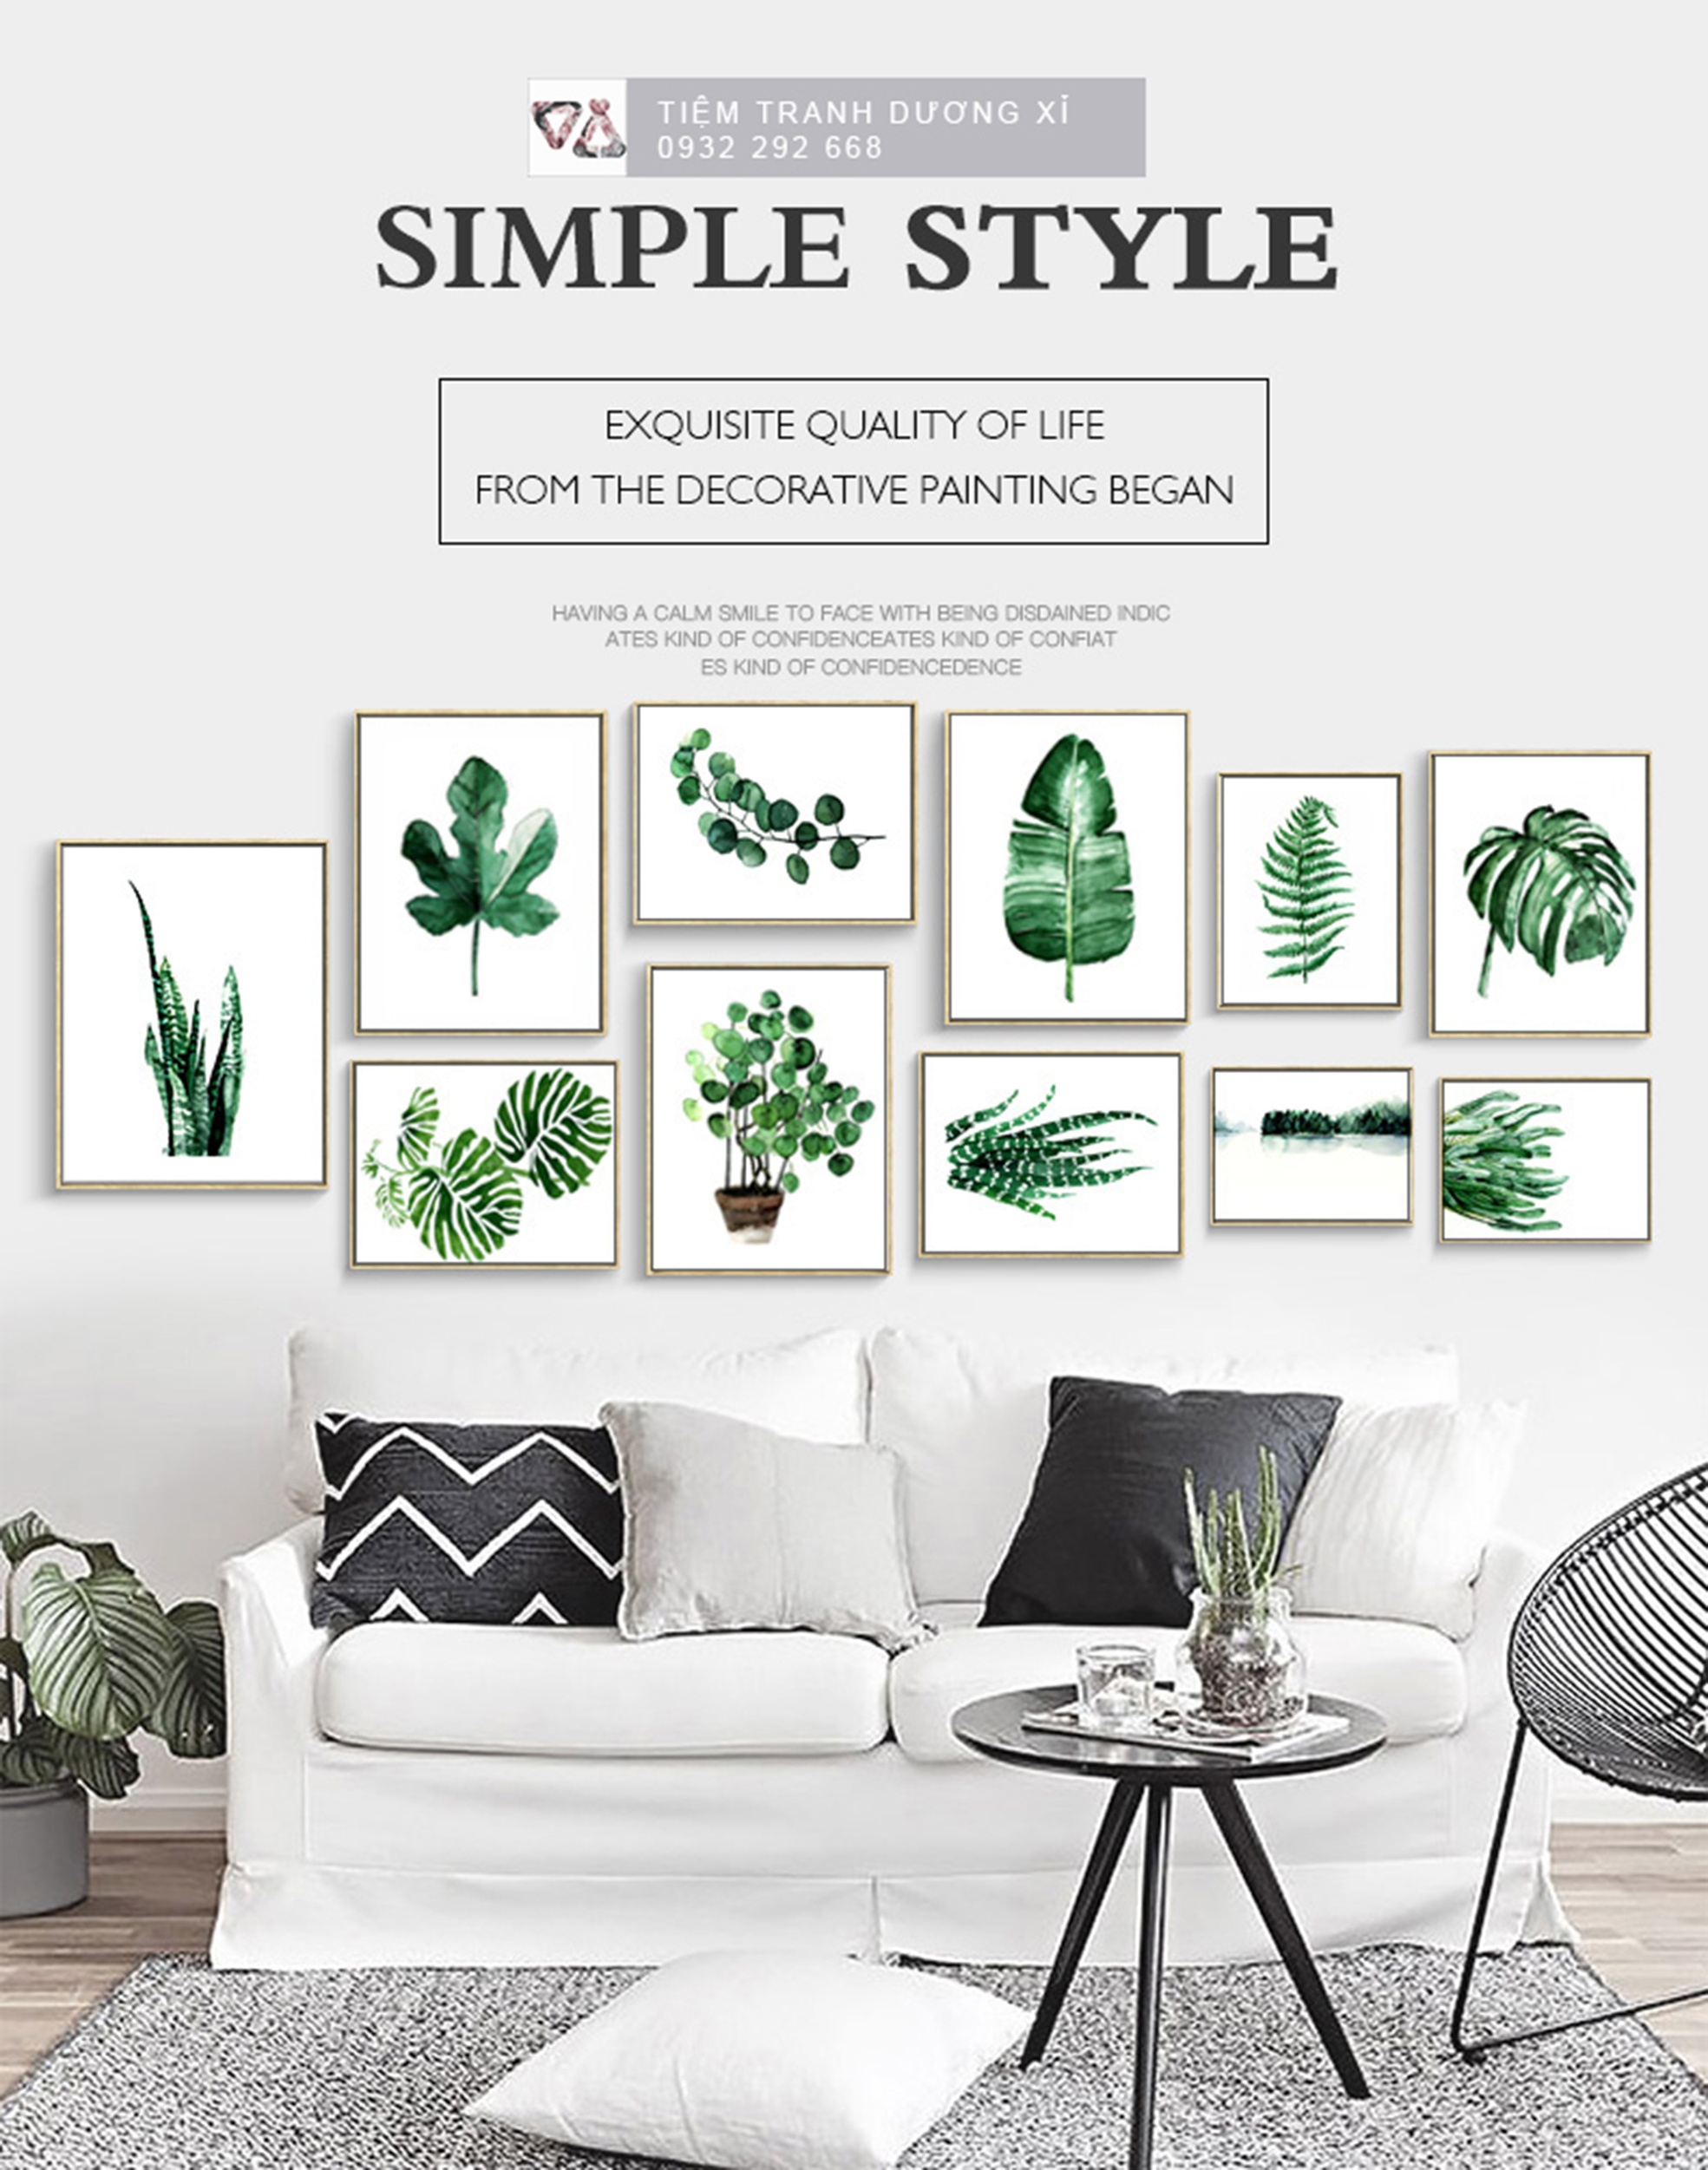 TIỆM TRANH DƯƠNG XỈ
0932 292 668
SIMPLE STYLE
EXQUISITE QUALITY OF LIFE
FROM THE DECORATIVE PAINTING BEGAN
HAVING A CALM SMILE TO FACE WITH BEING DISDAINED INDIC
ATES KIND OF CONFIDENCEATES KIND OF CONFIAT
ES KIND OF CONFIDENCEDENCE